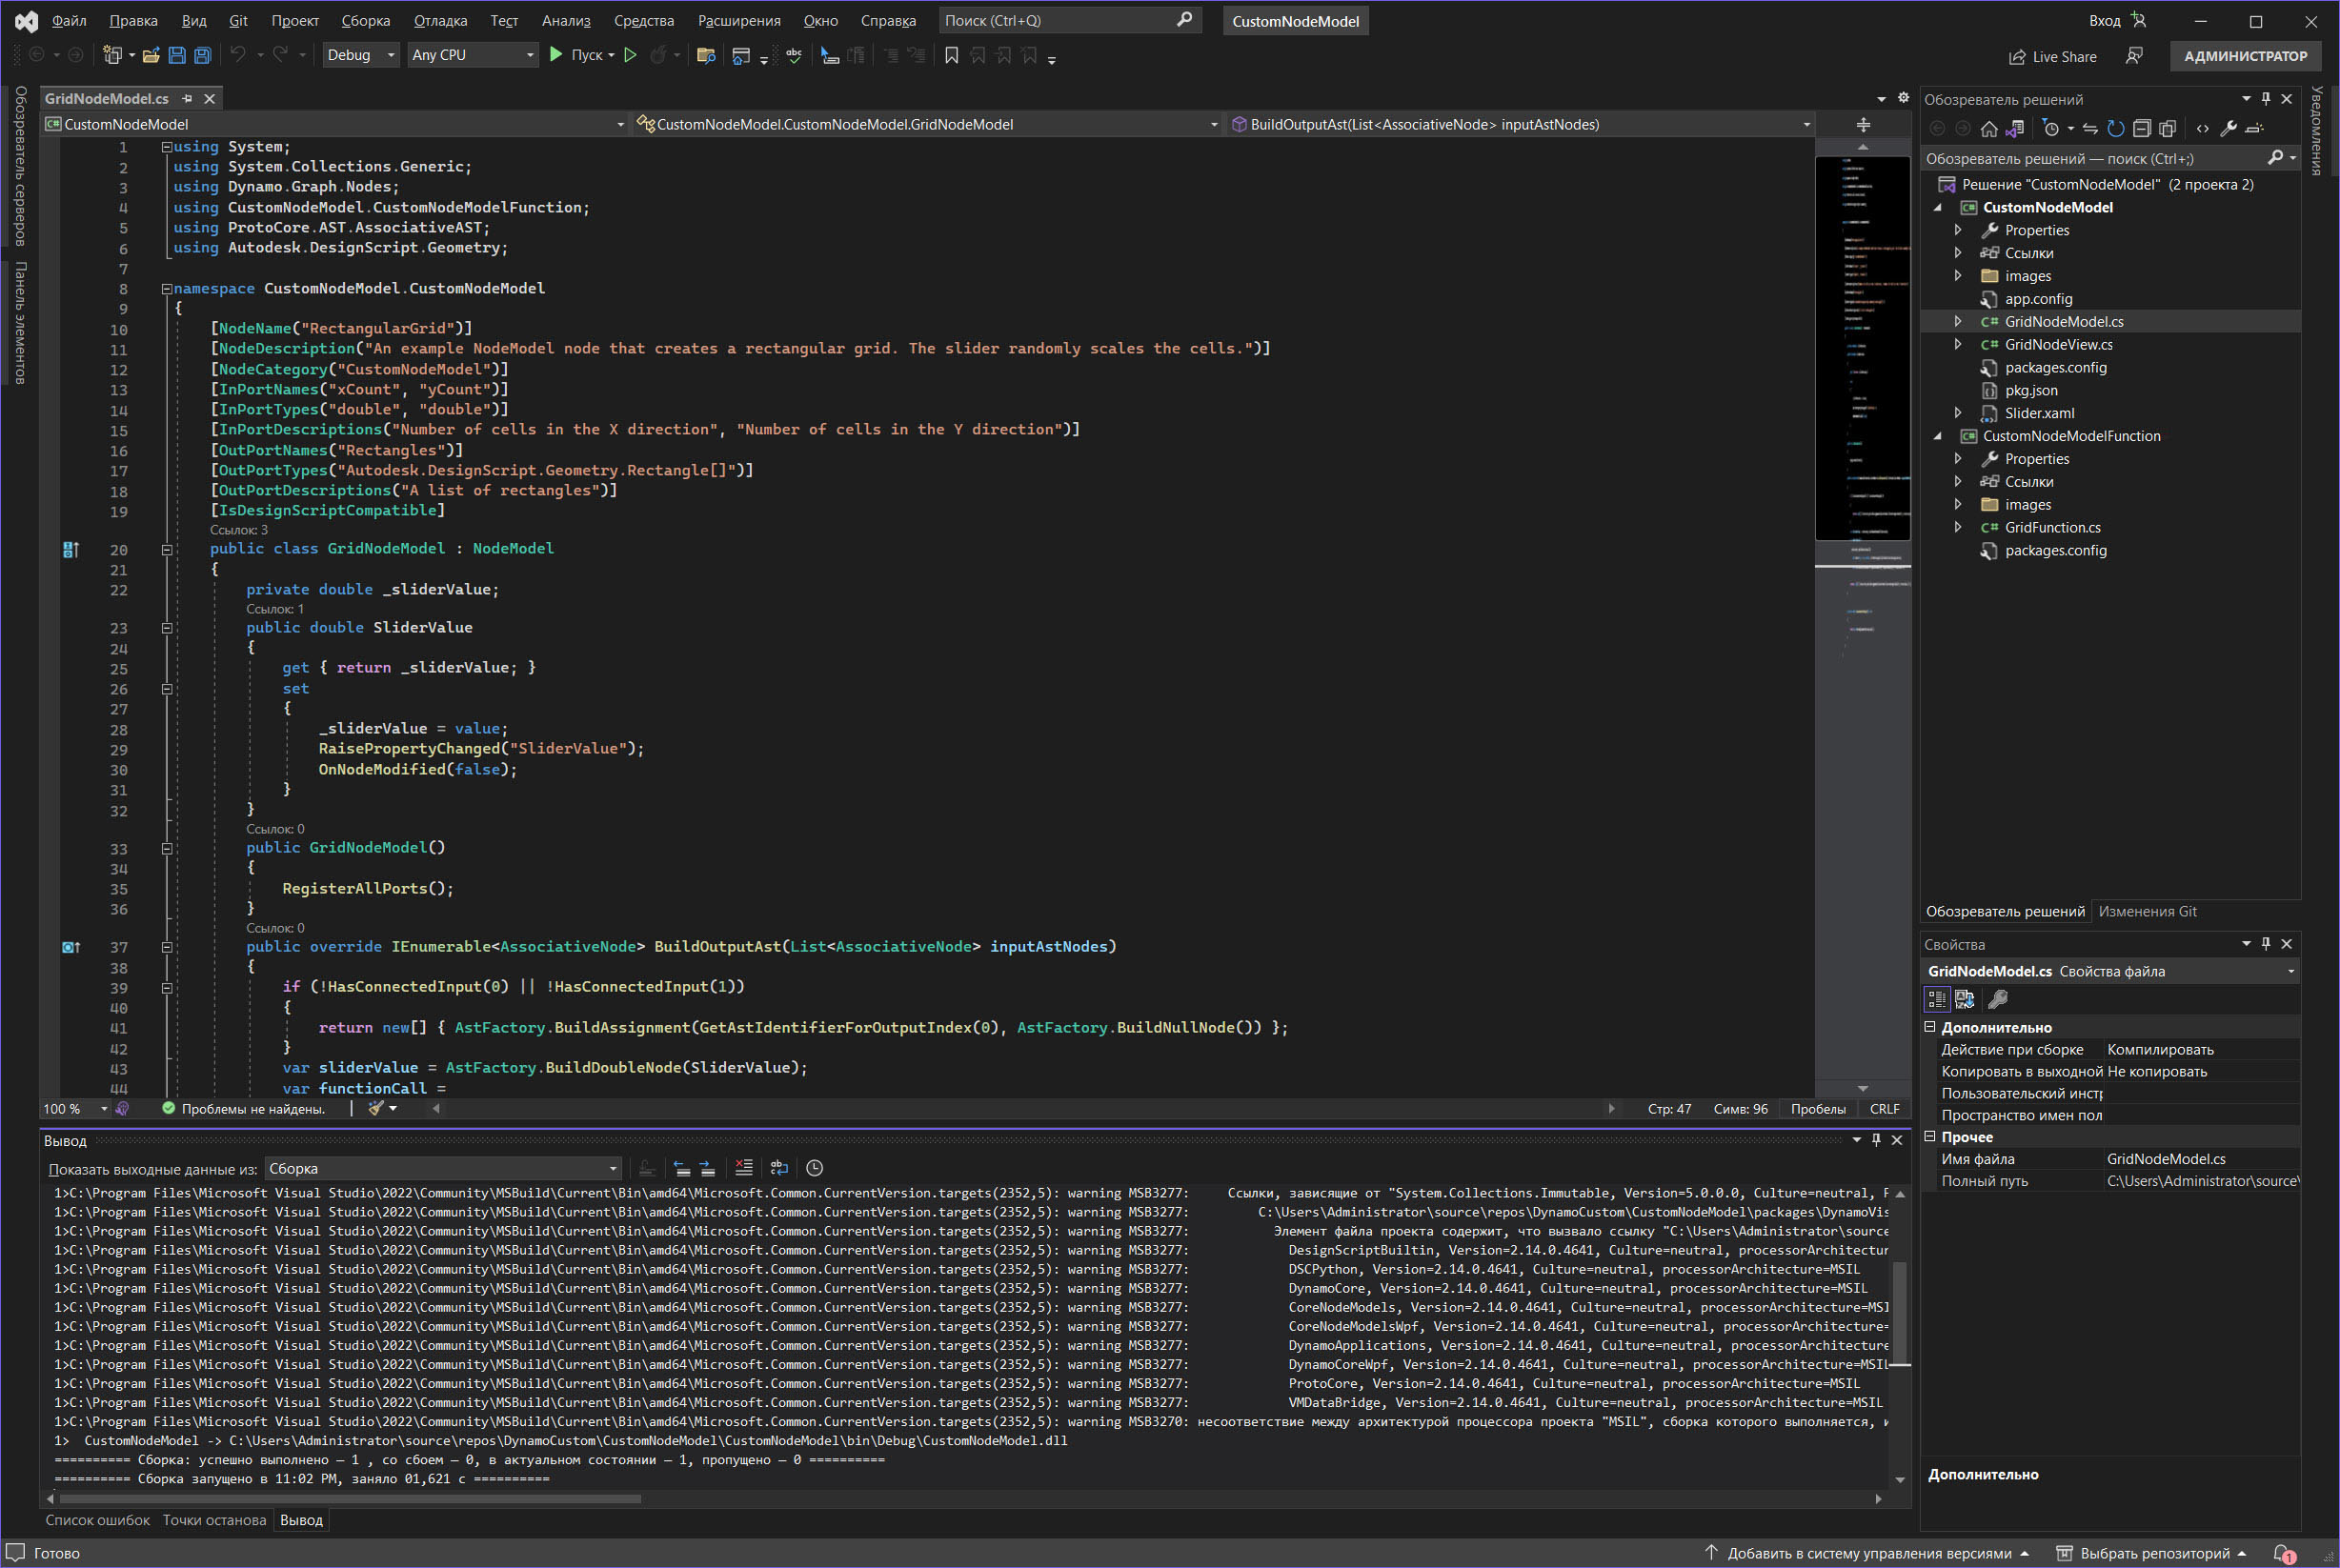 Файл Правка Вид Git Проект Сборка Отладка Тест Анализ Средства Расширения Окно Справка Поиск (Ctrl+Q) CustomNodeModel Вход
Debug Any CPU Пуск Live Share АДМИНИСТРАТОР
Обозреватель серверов
Панель элементов
GridNodeModel.cs
CustomNodeModel CustomNodeModel.CustomNodeModel.GridNodeModel BuildOutputAst(List<AssociativeNode> inputAstNodes)
1 using System;
2 using System.Collections.Generic;
3 using Dynamo.Graph.Nodes;
4 using CustomNodeModel.CustomNodeModelFunction;
5 using ProtoCore.AST.AssociativeAST;
6 using Autodesk.DesignScript.Geometry;
7
8 namespace CustomNodeModel.CustomNodeModel
9 {
10 [NodeName("RectangularGrid")]
11 [NodeDescription("An example NodeModel node that creates a rectangular grid. The slider randomly scales the cells.")]
12 [NodeCategory("CustomNodeModel")]
13 [InPortNames("xCount", "yCount")]
14 [InPortTypes("double", "double")]
15 [InPortDescriptions("Number of cells in the X direction", "Number of cells in the Y direction")]
16 [OutPortNames("Rectangles")]
17 [OutPortTypes("Autodesk.DesignScript.Geometry.Rectangle[]")]
18 [OutPortDescriptions("A list of rectangles")]
19 [IsDesignScriptCompatible]
Ссылок: 3
20 public class GridNodeModel : NodeModel
21 {
22 private double _sliderValue;
Ссылок: 1
23 public double SliderValue
24 {
25 get { return _sliderValue; }
26 set
27 {
28 _sliderValue = value;
29 RaisePropertyChanged("SliderValue");
30 OnNodeModified(false);
31 }
32 }
Ссылок: 0
33 public GridNodeModel()
34 {
35 RegisterAllPorts();
36 }
Ссылок: 0
37 public override IEnumerable<AssociativeNode> BuildOutputAst(List<AssociativeNode> inputAstNodes)
38 {
39 if (!HasConnectedInput(0) || !HasConnectedInput(1))
40 {
41 return new[] { AstFactory.BuildAssignment(GetAstIdentifierForOutputIndex(0), AstFactory.BuildNullNode()) };
42 }
43 var sliderValue = AstFactory.BuildDoubleNode(SliderValue);
44 var functionCall =
100 % Проблемы не найдены. Стр: 47 Симв: 96 Пробелы CRLF
Вывод
Показать выходные данные из: Сборка
1>C:\Program Files\Microsoft Visual Studio\2022\Community\MSBuild\Current\Bin\amd64\Microsoft.Common.CurrentVersion.targets(2352,5): warning MSB3277: Ссылки, зависящие от "System.Collections.Immutable, Version=5.0.0.0, Culture=neutral,
1>C:\Program Files\Microsoft Visual Studio\2022\Community\MSBuild\Current\Bin\amd64\Microsoft.Common.CurrentVersion.targets(2352,5): warning MSB3277: C:\Users\Administrator\source\repos\DynamoCustom\CustomNodeModel\packages\DynamoVis
1>C:\Program Files\Microsoft Visual Studio\2022\Community\MSBuild\Current\Bin\amd64\Microsoft.Common.CurrentVersion.targets(2352,5): warning MSB3277: Элемент файла проекта содержит, что вызвало ссылку "C:\Users\Administrator\source
1>C:\Program Files\Microsoft Visual Studio\2022\Community\MSBuild\Current\Bin\amd64\Microsoft.Common.CurrentVersion.targets(2352,5): warning MSB3277: DesignScriptBuiltin, Version=2.14.0.4641, Culture=neutral, processorArchitectur
1>C:\Program Files\Microsoft Visual Studio\2022\Community\MSBuild\Current\Bin\amd64\Microsoft.Common.CurrentVersion.targets(2352,5): warning MSB3277: DSCPython, Version=2.14.0.4641, Culture=neutral, processorArchitecture=MSIL
1>C:\Program Files\Microsoft Visual Studio\2022\Community\MSBuild\Current\Bin\amd64\Microsoft.Common.CurrentVersion.targets(2352,5): warning MSB3277: DynamoCore, Version=2.14.0.4641, Culture=neutral, processorArchitecture=MSIL
1>C:\Program Files\Microsoft Visual Studio\2022\Community\MSBuild\Current\Bin\amd64\Microsoft.Common.CurrentVersion.targets(2352,5): warning MSB3277: CoreNodeModels, Version=2.14.0.4641, Culture=neutral, processorArchitecture=MSI
1>C:\Program Files\Microsoft Visual Studio\2022\Community\MSBuild\Current\Bin\amd64\Microsoft.Common.CurrentVersion.targets(2352,5): warning MSB3277: CoreNodeModelsWpf, Version=2.14.0.4641, Culture=neutral, processorArchitecture=
1>C:\Program Files\Microsoft Visual Studio\2022\Community\MSBuild\Current\Bin\amd64\Microsoft.Common.CurrentVersion.targets(2352,5): warning MSB3277: DynamoApplications, Version=2.14.0.4641, Culture=neutral, processorArchitecture
1>C:\Program Files\Microsoft Visual Studio\2022\Community\MSBuild\Current\Bin\amd64\Microsoft.Common.CurrentVersion.targets(2352,5): warning MSB3277: DynamoCoreWpf, Version=2.14.0.4641, Culture=neutral, processorArchitecture=MSIL
1>C:\Program Files\Microsoft Visual Studio\2022\Community\MSBuild\Current\Bin\amd64\Microsoft.Common.CurrentVersion.targets(2352,5): warning MSB3277: ProtoCore, Version=2.14.0.4641, Culture=neutral, processorArchitecture=MSIL
1>C:\Program Files\Microsoft Visual Studio\2022\Community\MSBuild\Current\Bin\amd64\Microsoft.Common.CurrentVersion.targets(2352,5): warning MSB3277: VMDataBridge, Version=2.14.0.4641, Culture=neutral, processorArchitecture=MSIL
1>C:\Program Files\Microsoft Visual Studio\2022\Community\MSBuild\Current\Bin\amd64\Microsoft.Common.CurrentVersion.targets(2352,5): warning MSB3270: несоответствие между архитектурой процессора проекта "MSIL", сборка которого выполняется, и
1> CustomNodeModel -> C:\Users\Administrator\source\repos\DynamoCustom\CustomNodeModel\CustomNodeModel\bin\Debug\CustomNodeModel.dll
========== Сборка: успешно выполнено – 1 , со сбоем – 0, в актуальном состоянии – 1, пропущено – 0 ==========
========== Сборка запущено в 11:02 PM, заняло 01,621 с ==========
Список ошибок Точки останова Вывод
Обозреватель решений
Обозреватель решений — поиск (Ctrl+;)
Решение "CustomNodeModel" (2 проекта 2)
CustomNodeModel
Properties
Ссылки
images
app.config
GridNodeModel.cs
GridNodeView.cs
packages.config
pkg.json
Slider.xaml
CustomNodeModelFunction
Properties
Ссылки
images
GridFunction.cs
packages.config
Обозреватель решений Изменения Git
Свойства
GridNodeModel.cs Свойства файла
Дополнительно
Действие при сборке Компилировать
Копировать в выходной Не копировать
Пользовательский инст
Пространство имен пол
Прочее
Имя файла GridNodeModel.cs
Полный путь C:\Users\Administrator\source\
Дополнительно
Уведомления
Готово Добавить в систему управления версиями Выбрать репозиторий 1